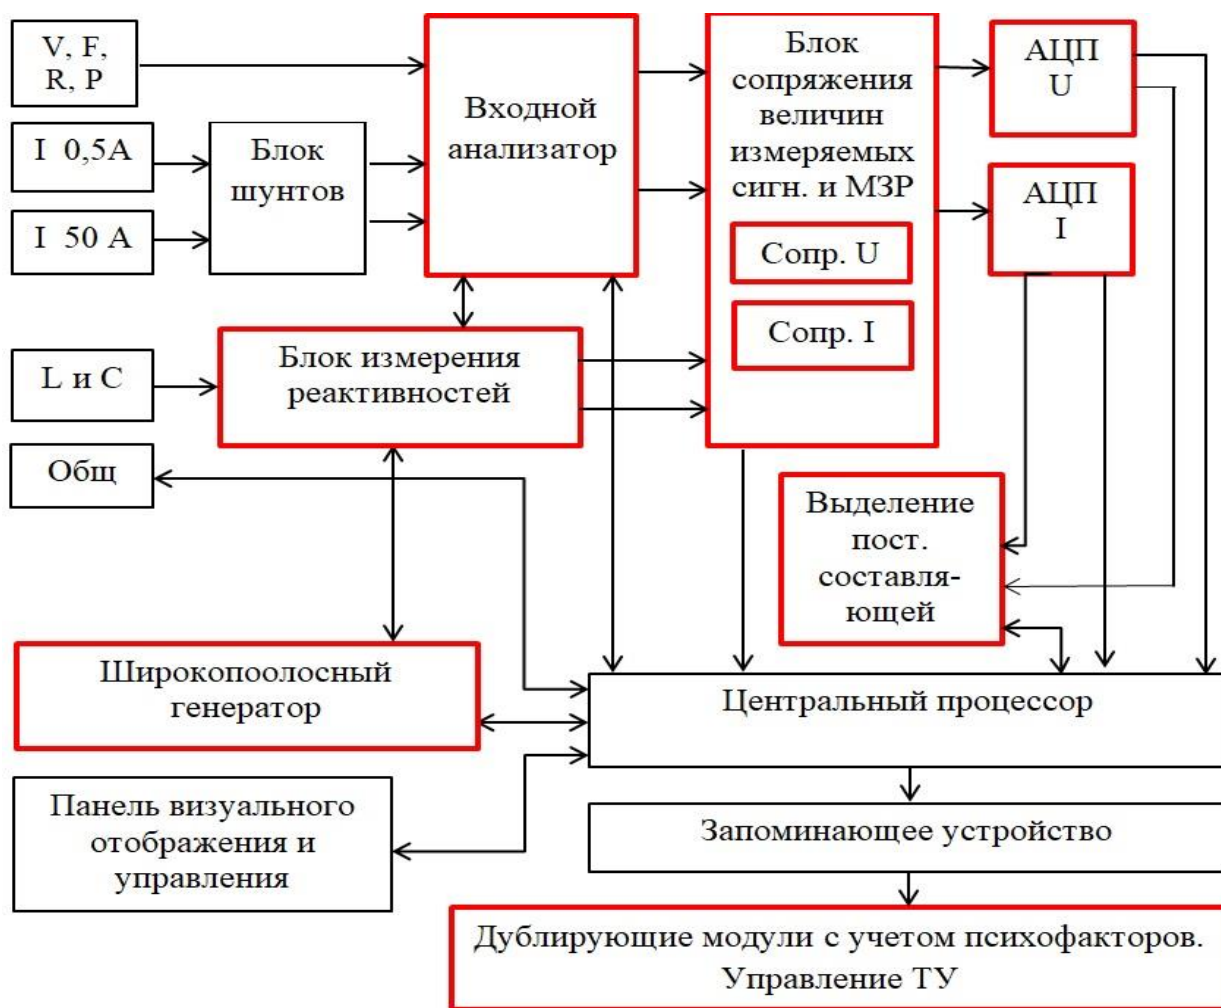 V, F,
R, P
I 0,5А
I 50 А
Блок
шунтов
Входной
анализатор
Блок
сопряжения
величин
измеряемых
сигн. и МЗР
Сопр. U
Сопр. I
АЦП
U
АЦП
I
L и С
Блок измерения
реактивностей
Общ
Выделение
пост.
составля-
ющей
Широкопоолосный
генератор
Центральный процессор
Панель визуального
отображения и
управления
Запоминающее устройство
Дублирующие модули с учетом психофакторов.
Управление ТУ